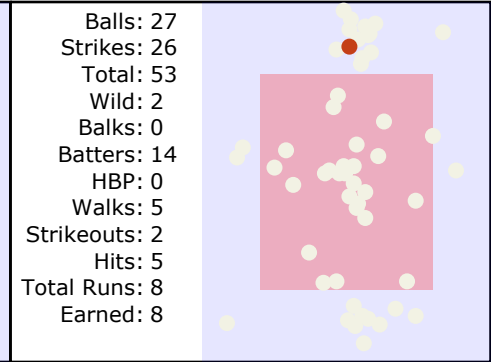 Balls: 27
Strikes: 26
Total: 53
Wild: 2
Balks: 0
Batters: 14
HBP: 0
Walks: 5
Strikeouts: 2
Hits: 5
Total Runs: 8
Earned: 8